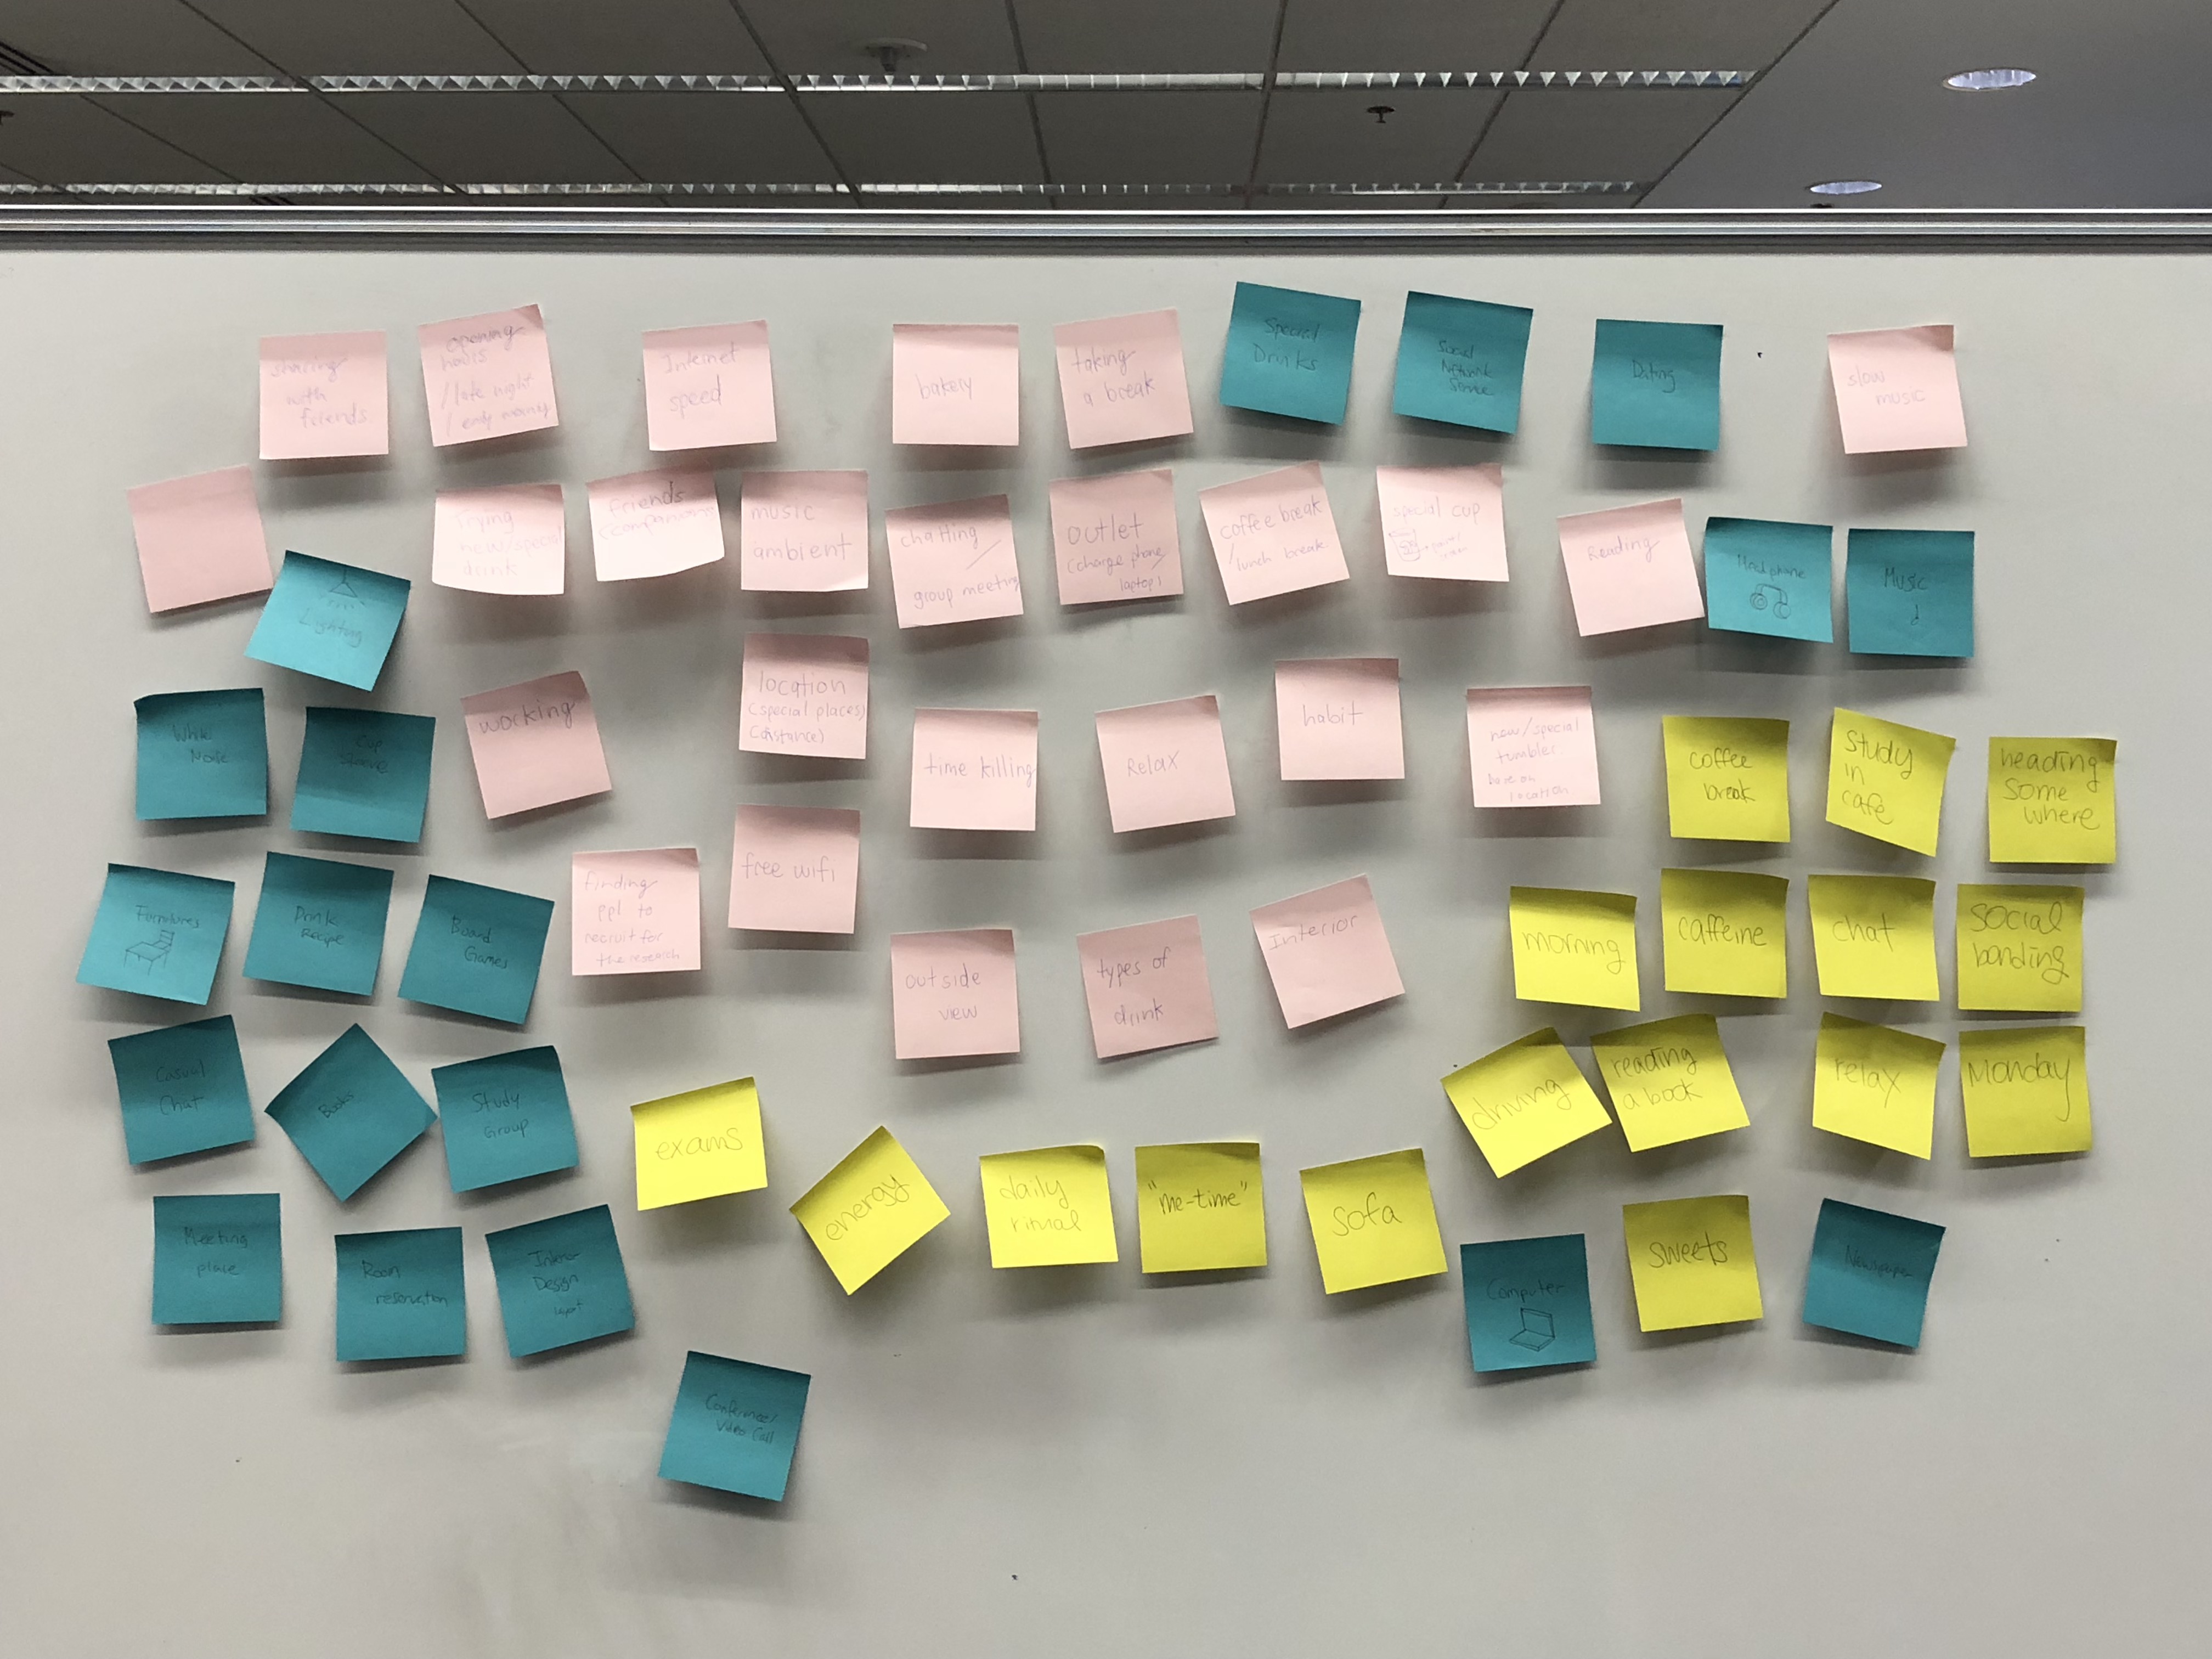 sharing
with
friends
opening
hours
/late night
/ early morning
Internet
speed
bakery
taking
a break
Special
Drinks
Social
Network
Dating
slow
music
Trying
new/special
drink
Friends
(companions)
music
ambient
chatting
/
group meeting
outlet
(charge phone/
laptop)
coffee break
/lunch break
special cup
Reading
Headphone
Music
Lighting
White
Noise
Cup
Sleeve
working
location
(special places)
(distance)
time killing
Relax
habit
new/special
tumbler
base on
location
coffee
break
study
in
cafe
heading
some
where
Furnitures
Drink
Recipe
Board
Games
finding
ppl to
recruit for
the research
free wifi
outside
view
types of
drink
Interior
morning
caffeine
chat
social
bonding
Casual
Chat
Books
Study
Group
exams
energy
daily
ritual
"me-time"
sofa
driving
reading
a book
relax
Monday
Meeting
place
Room
reservation
Interior
Design
layout
Computer
sweets
Newspaper
Conference/
Video Call